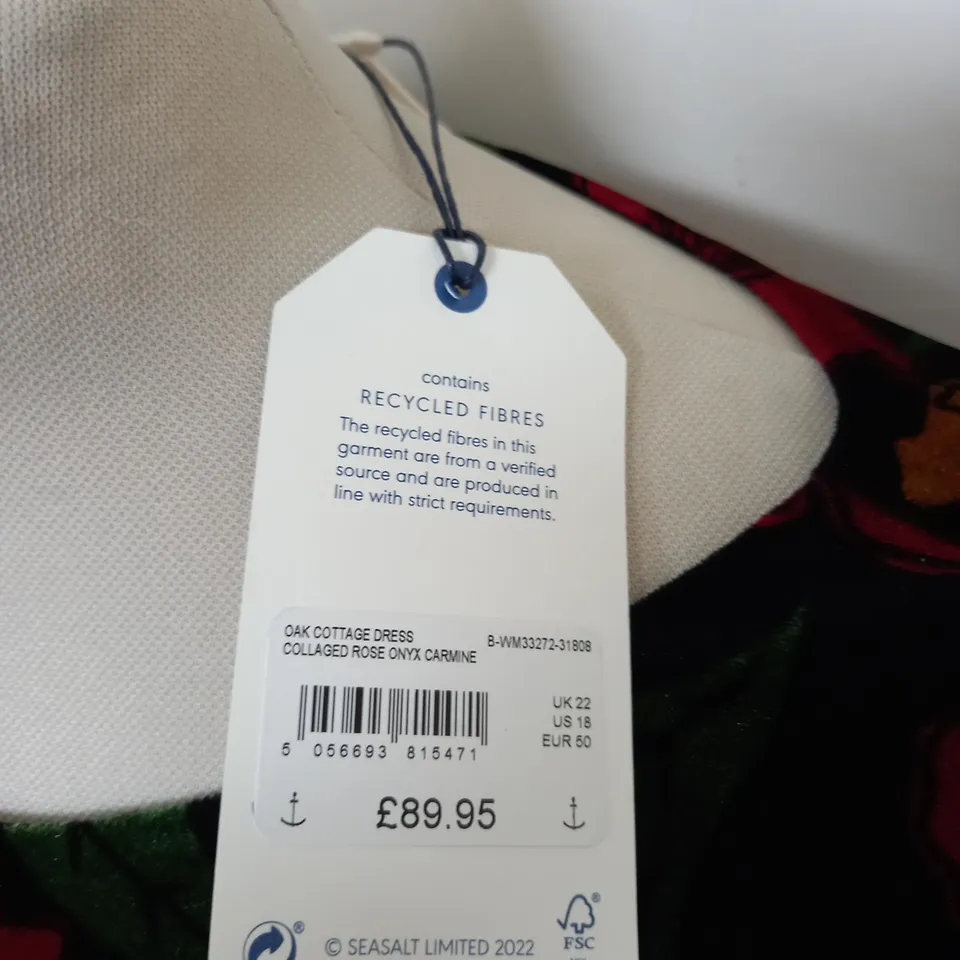 contains
RECYCLED FIBRES
The recycled fibres in this
garment are from a verified
source and are produced in
line with strict requirements.
OAK COTTAGE DRESS B-WM33272-31808
COLLAGED ROSE ONYX CARMINE
UK 22
US 18
EUR 50
5 056693 815471
£89.95
® ®
FSC
© SEASALT LIMITED 2022